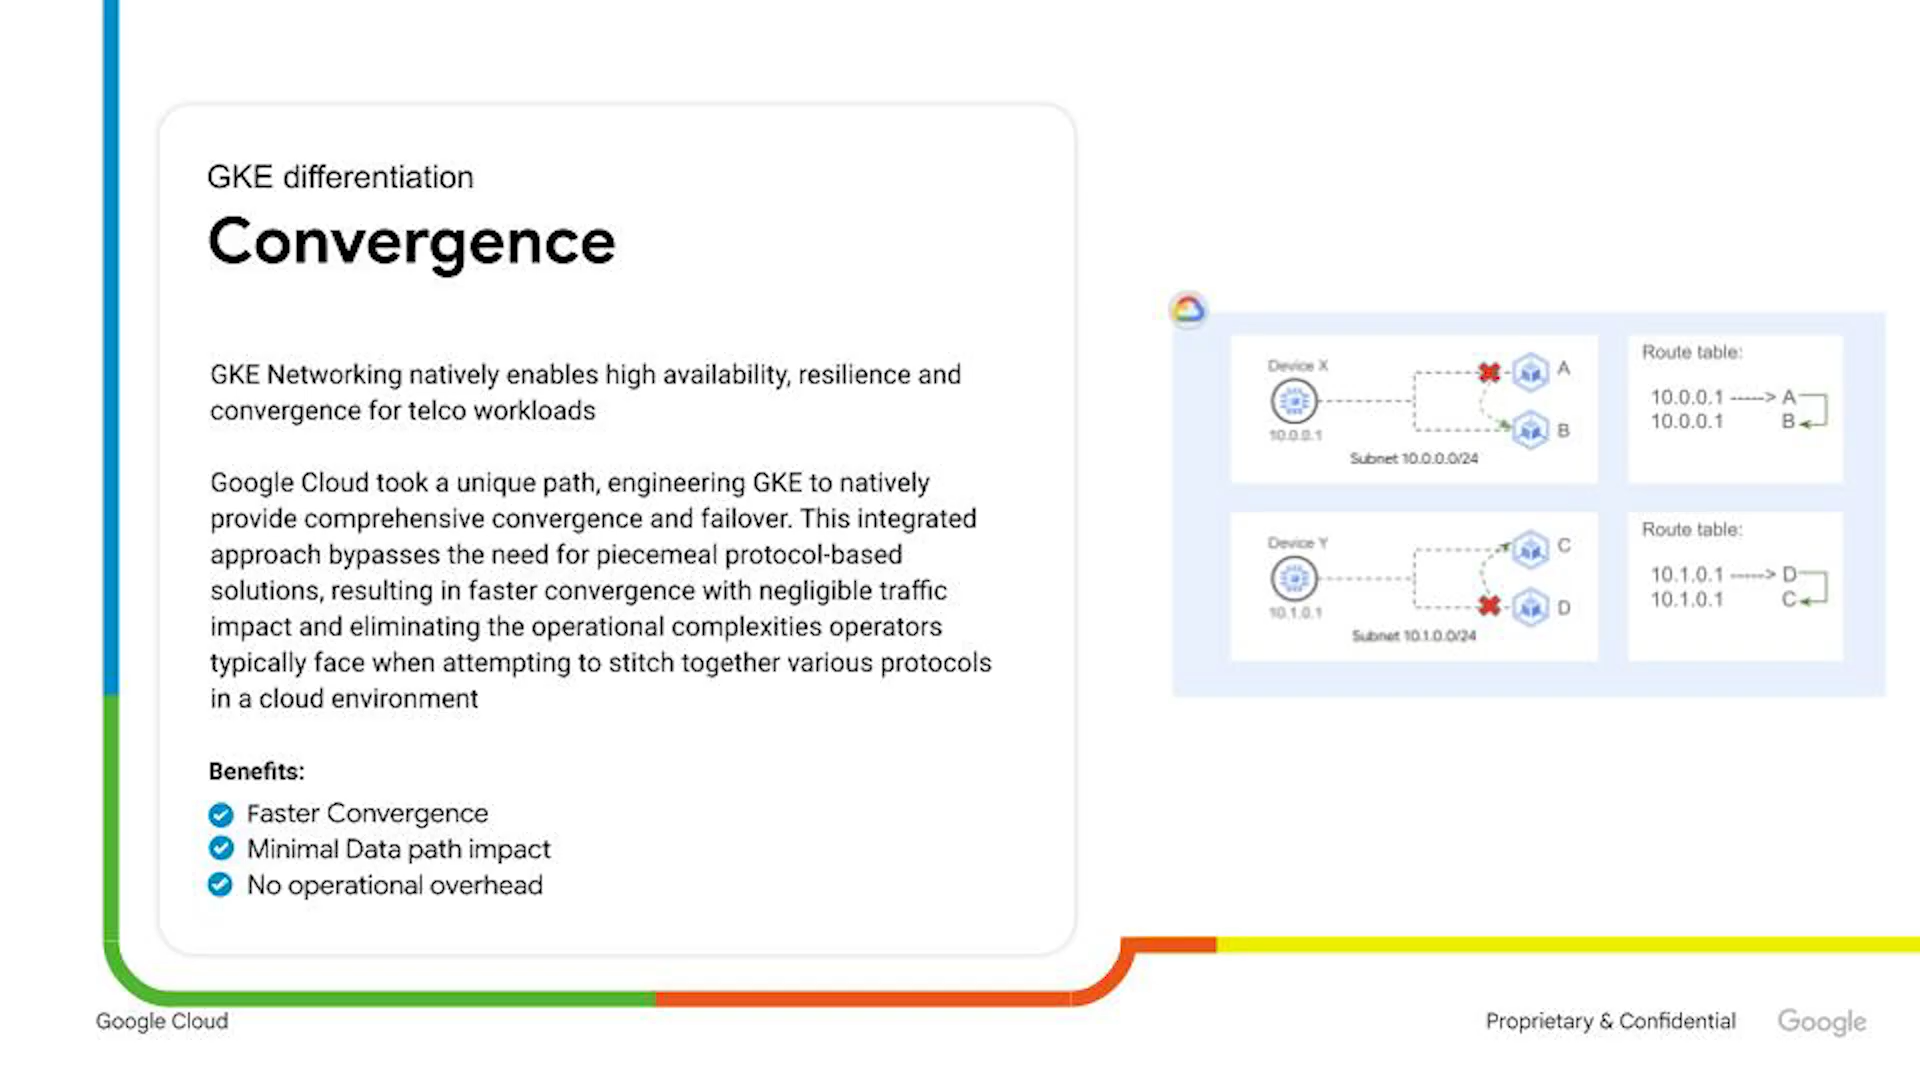 GKE differentiation
Convergence
GKE Networking natively enables high availability, resilience and
convergence for telco workloads
Google Cloud took a unique path, engineering GKE to natively
provide comprehensive convergence and failover. This integrated
approach bypasses the need for piecemeal protocol-based
solutions, resulting in faster convergence with negligible traffic
impact and eliminating the operational complexities operators
typically face when attempting to stitch together various protocols
in a cloud environment
Benefits:
Faster Convergence
Minimal Data path impact
No operational overhead
Device X
10.0.0.1
A
B
Subnet 10.0.0.0/24
Route table:
10.0.0.1 -----> A
10.0.0.1 B
Device Y
10.1.0.1
C
D
Subnet 10.1.0.0/24
Route table:
10.1.0.1 -----> D
10.1.0.1 C
Google Cloud
Proprietary & Confidential
Google